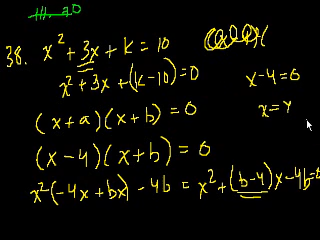 38. x² + 3x + k = 10
x² + 3x + (k-10) = 0
x-4=0
(x+a)(x+b) = 0
x=4
(x-4)(x+b) = 0
x²(-4x+bx) - 4b = x² + (b-4)x - 4b=